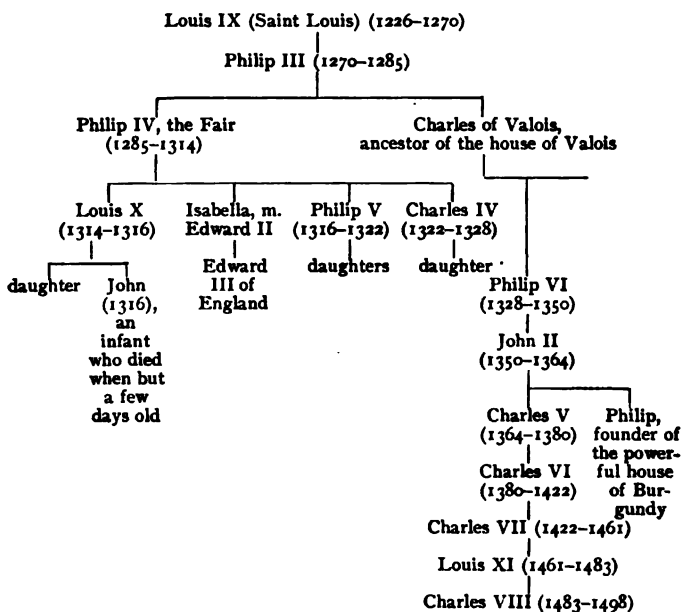 Louis IX (Saint Louis) (1226–1270)
Philip III (1270–1285)
Philip IV, the Fair
(1285–1314)
Charles of Valois,
ancestor of the house of Valois
Louis X
(1314–1316)
Isabella, m.
Edward II
Philip V
(1316–1322)
Charles IV
(1322–1328)
daughter
John
(1316),
an
infant
who died
when but
a few
days old
Edward
III of
England
daughters
daughter
Philip VI
(1328–1350)
John II
(1350–1364)
Charles V
(1364–1380)
Philip,
founder of
the power-
ful house
of Bur-
gundy
Charles VI
(1380–1422)
Charles VII (1422–1461)
Louis XI (1461–1483)
Charles VIII (1483–1498)